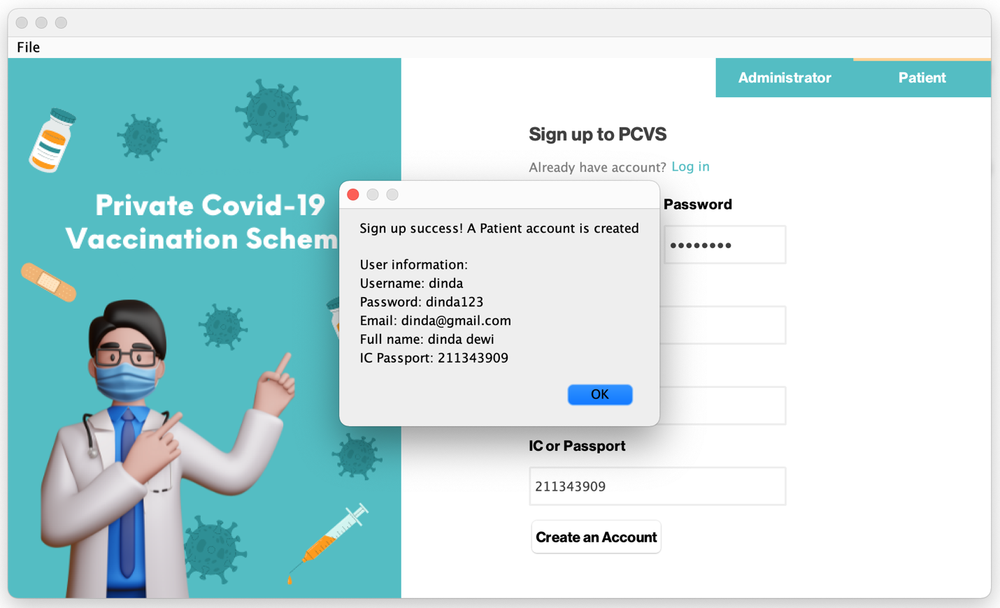 File
Administrator
Patient
Private Covid-19
Vaccination Schem
Sign up to PCVS
Already have account? Log in
Password
••••••••
Sign up success! A Patient account is created
User information:
Username: dinda
Password: dinda123
Email: dinda@gmail.com
Full name: dinda dewi
IC Passport: 211343909
OK
IC or Passport
211343909
Create an Account